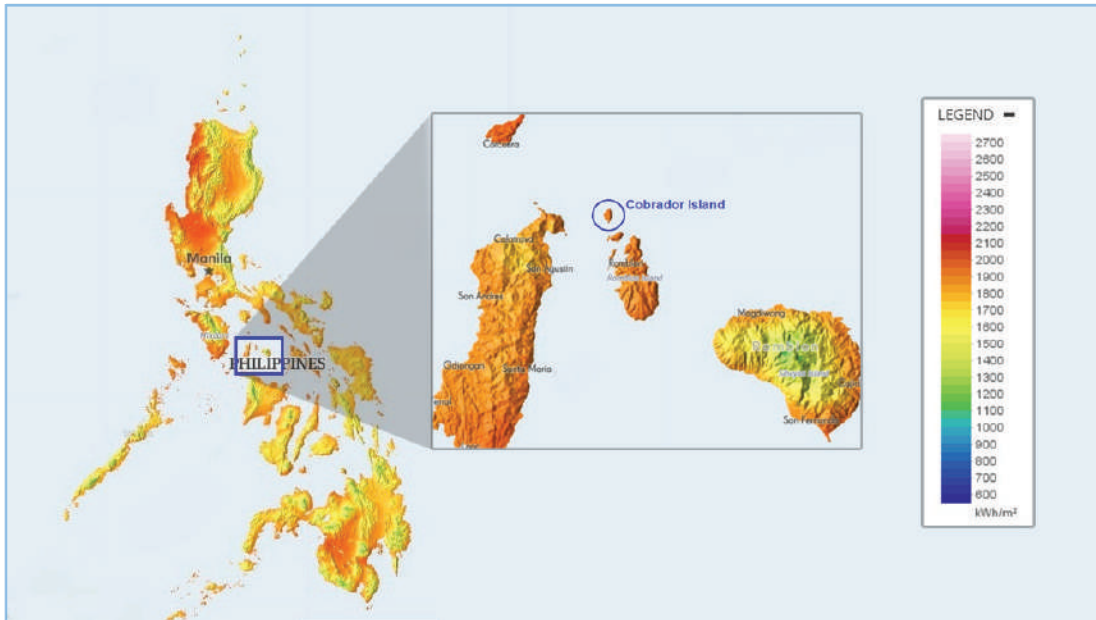 LEGEND
2700
2600
2500
2400
2300
2200
2100
2000
1900
1800
1700
1600
1500
1400
1300
1200
1100
1000
900
800
700
600
kWh/m²
Manila
PHILIPPINES
Cobrador Island
Calatrava
San Agustin
San Andres
Santa Maria
Odiongan
Magdiwang
San Fernando